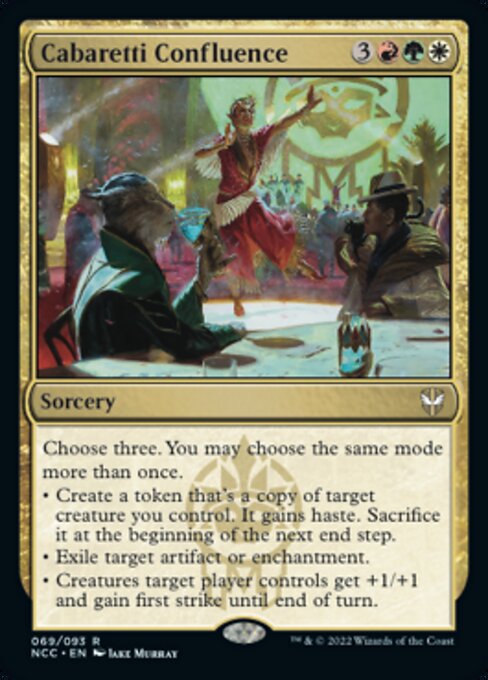 Cabaretti Confluence 3
Sorcery
Choose three. You may choose the same mode
more than once.
• Create a token that's a copy of target
creature you control. It gains haste. Sacrifice
it at the beginning of the next end step.
• Exile target artifact or enchantment.
• Creatures target player controls get +1/+1
and gain first strike until end of turn.
069/093 R
NCC • EN Jake Murray
™ & © 2022 Wizards of the Coast